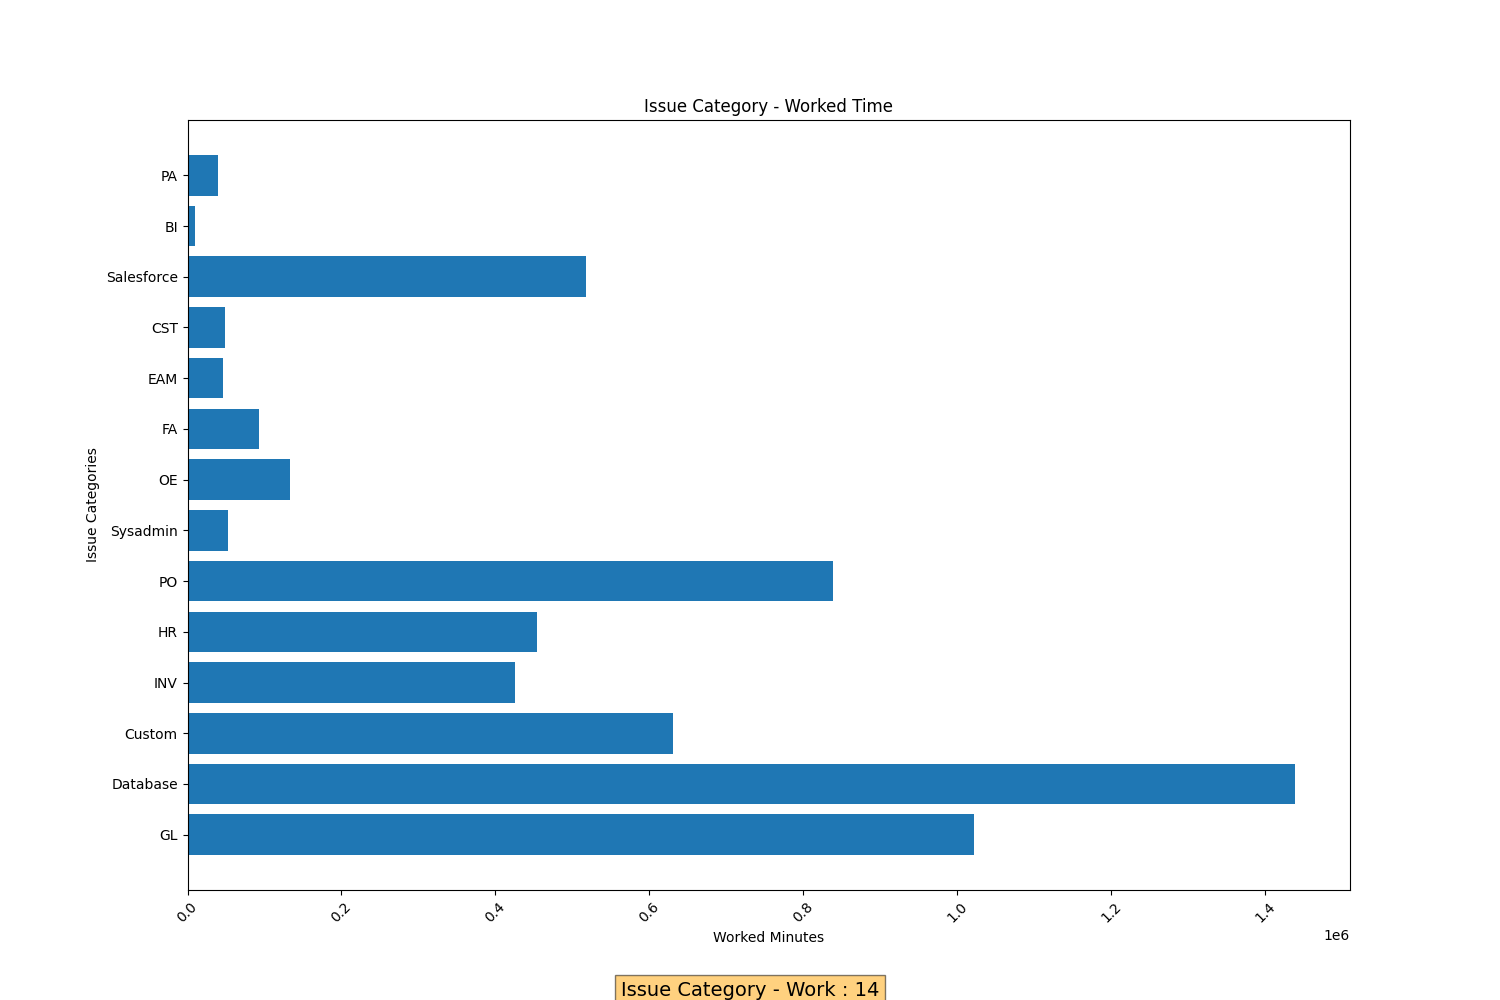 Issue Category - Worked Time
PA
BI
Salesforce
CST
EAM
FA
OE
Sysadmin
PO
HR
INV
Custom
Database
GL
Issue Categories
0.0 0.2 0.4 0.6 0.8 1.0 1.2 1.4
1e6
Worked Minutes
Issue Category - Work : 14